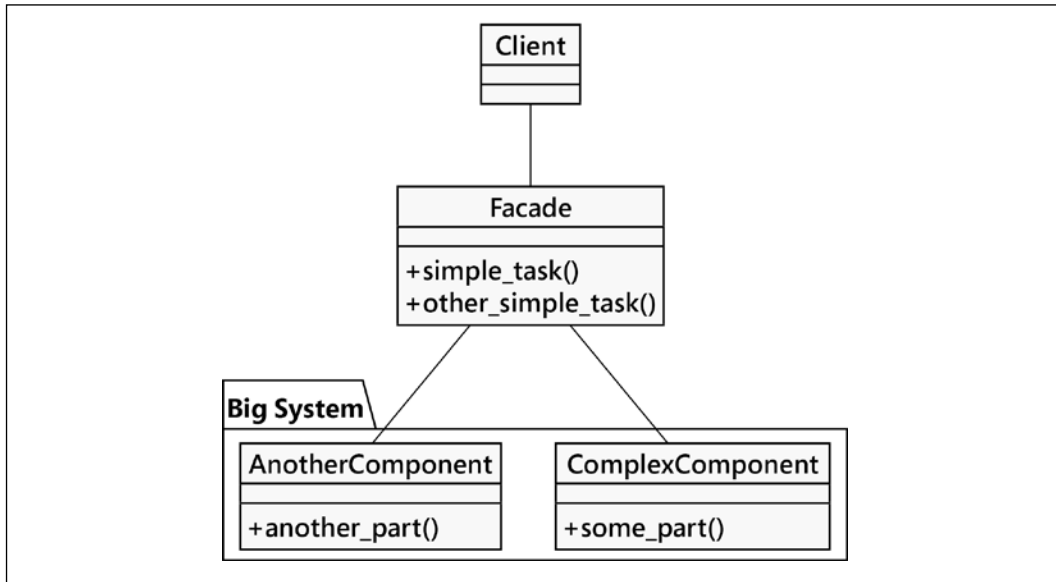 Client
Facade
+simple_task()
+other_simple_task()
Big System
AnotherComponent
+another_part()
ComplexComponent
+some_part()